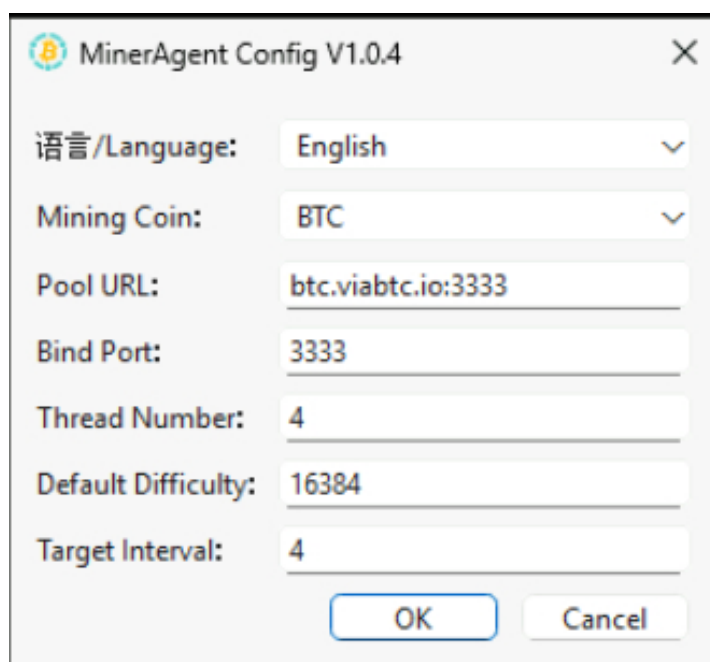 MinerAgent Config V1.0.4
语言/Language: English
Mining Coin: BTC
Pool URL: btc.viabtc.io:3333
Bind Port: 3333
Thread Number: 4
Default Difficulty: 16384
Target Interval: 4
OK Cancel